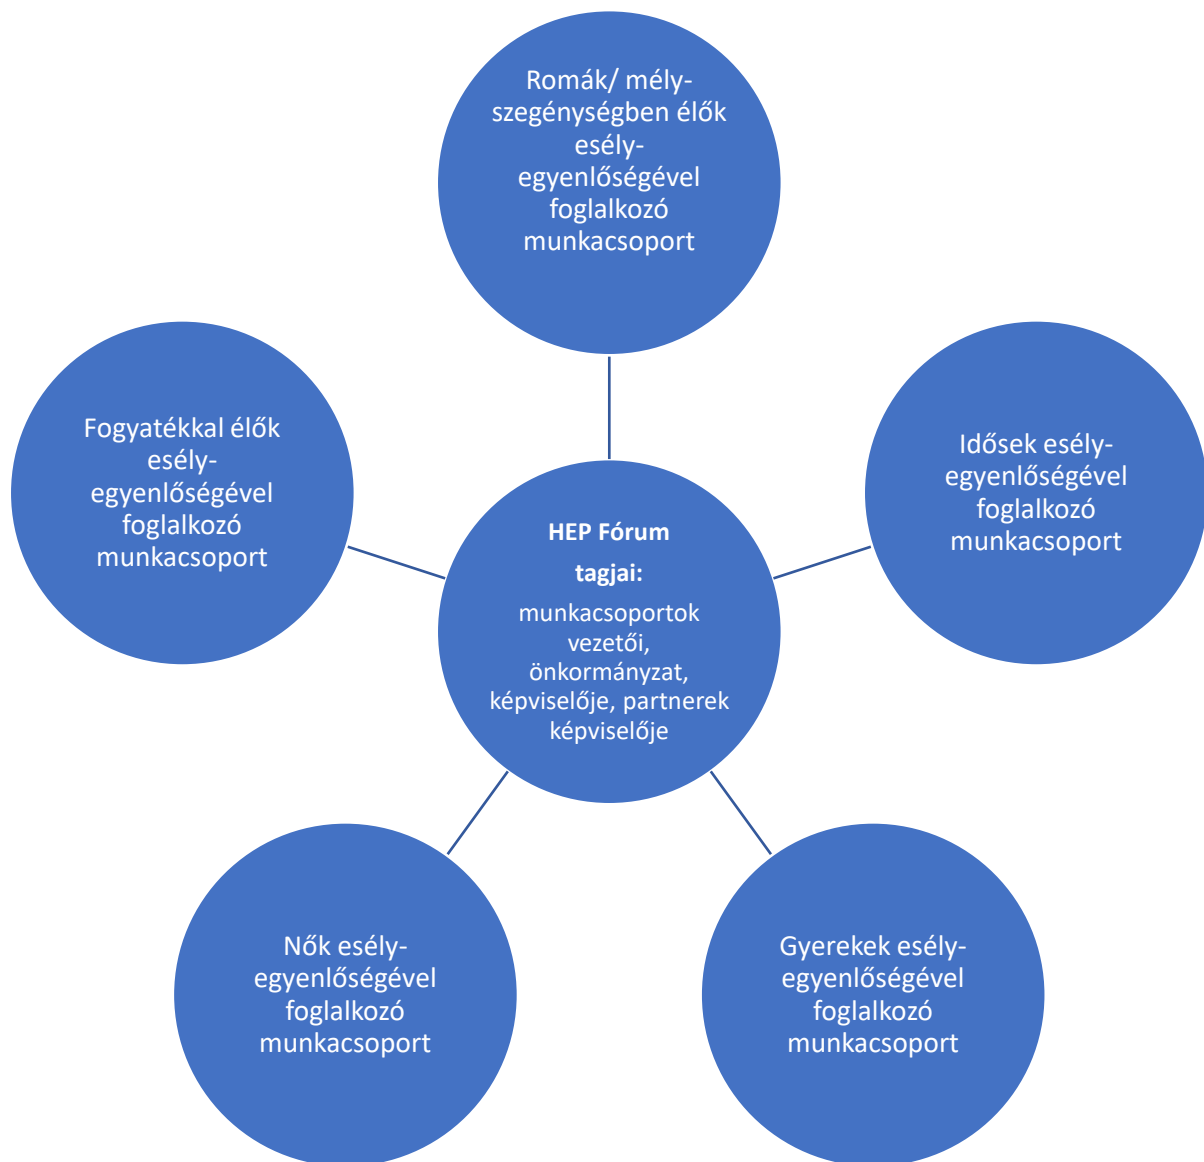 Romák/ mély-
szegénységben élők
esély-
egyenlőségével
foglalkozó
munkacsoport
Fogyatékkal élők
esély-
egyenlőségével
foglalkozó
munkacsoport
Idősek esély-
egyenlőségével
foglalkozó
munkacsoport
HEP Fórum
tagjai:
munkacsoportok
vezetői,
önkormányzat,
képviselője, partnerek
képviselője
Nők esély-
egyenlőségével
foglalkozó
munkacsoport
Gyerekek esély-
egyenlőségével
foglalkozó
munkacsoport